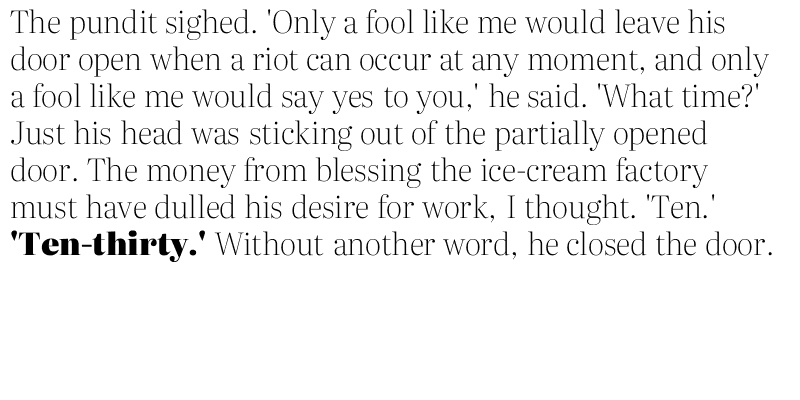 The pundit sighed. 'Only a fool like me would leave his
door open when a riot can occur at any moment, and only
a fool like me would say yes to you,' he said. 'What time?'
Just his head was sticking out of the partially opened
door. The money from blessing the ice-cream factory
must have dulled his desire for work, I thought. 'Ten.'
'Ten-thirty.' Without another word, he closed the door.